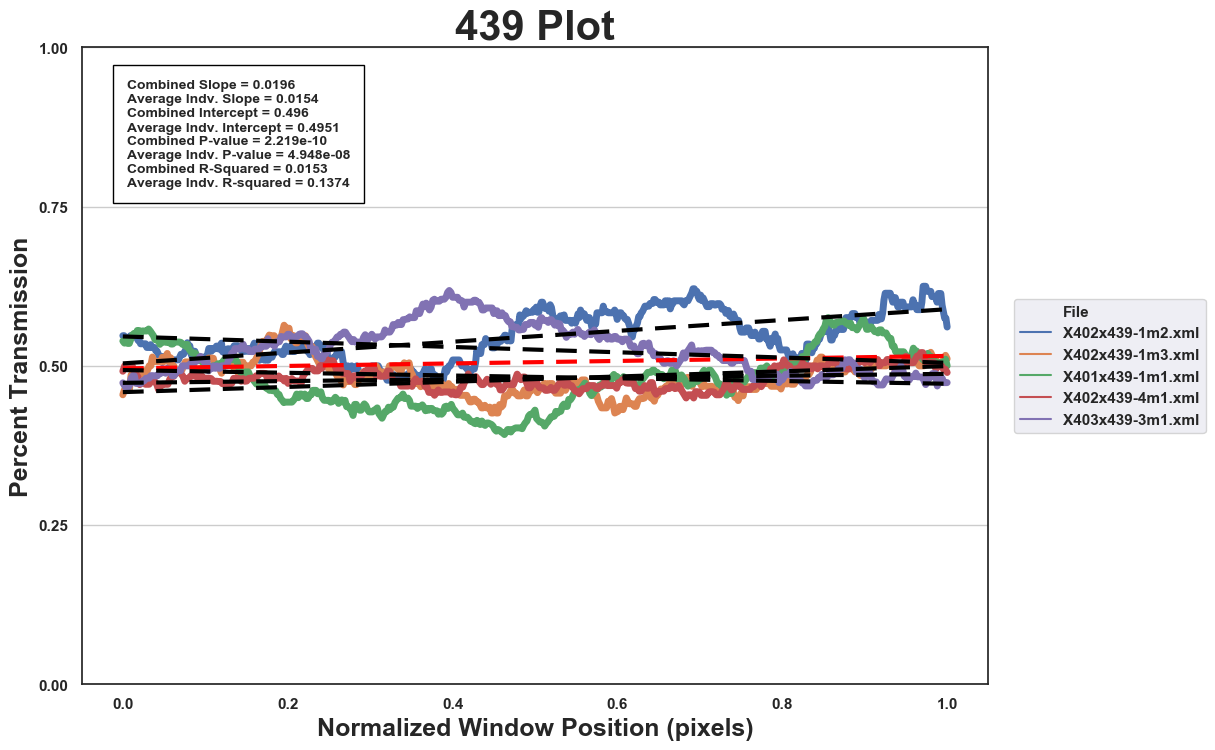 439 Plot
1.00
0.75
0.50
0.25
0.00
Percent Transmission
Combined Slope = 0.0196
Average Indv. Slope = 0.0154
Combined Intercept = 0.496
Average Indv. Intercept = 0.4951
Combined P-value = 2.219e-10
Average Indv. P-value = 4.948e-08
Combined R-Squared = 0.0153
Average Indv. R-squared = 0.1374
0.0 0.2 0.4 0.6 0.8 1.0
Normalized Window Position (pixels)
File
X402x439-1m2.xml
X402x439-1m3.xml
X401x439-1m1.xml
X402x439-4m1.xml
X403x439-3m1.xml